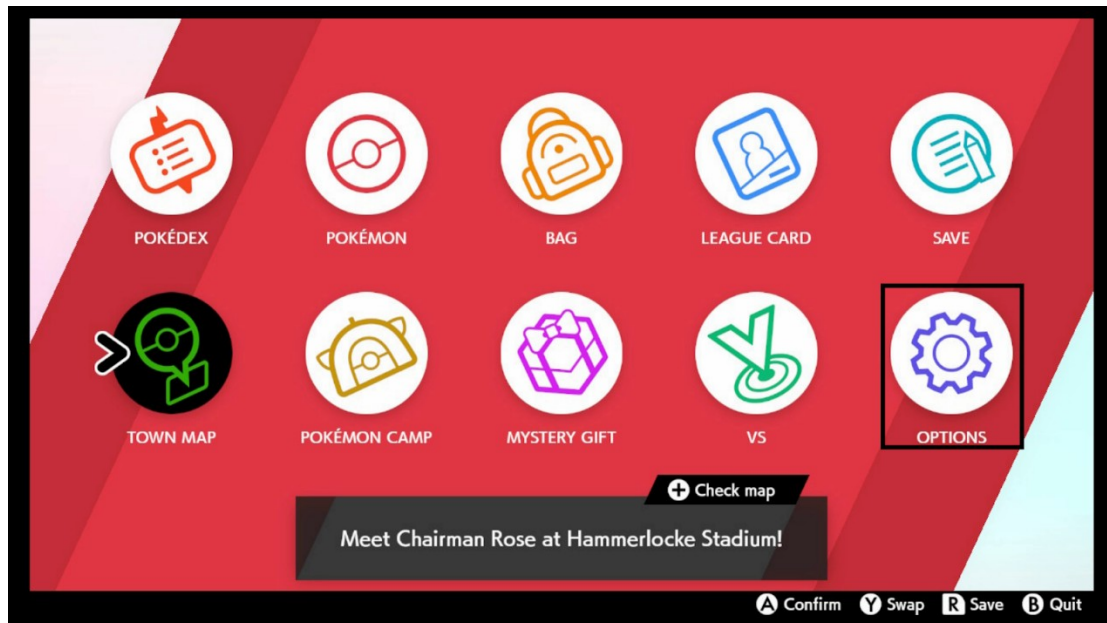 POKÉDEX
POKÉMON
BAG
LEAGUE CARD
SAVE
TOWN MAP
POKÉMON CAMP
MYSTERY GIFT
VS
OPTIONS
+ Check map
Meet Chairman Rose at Hammerlocke Stadium!
A Confirm Y Swap R Save B Quit